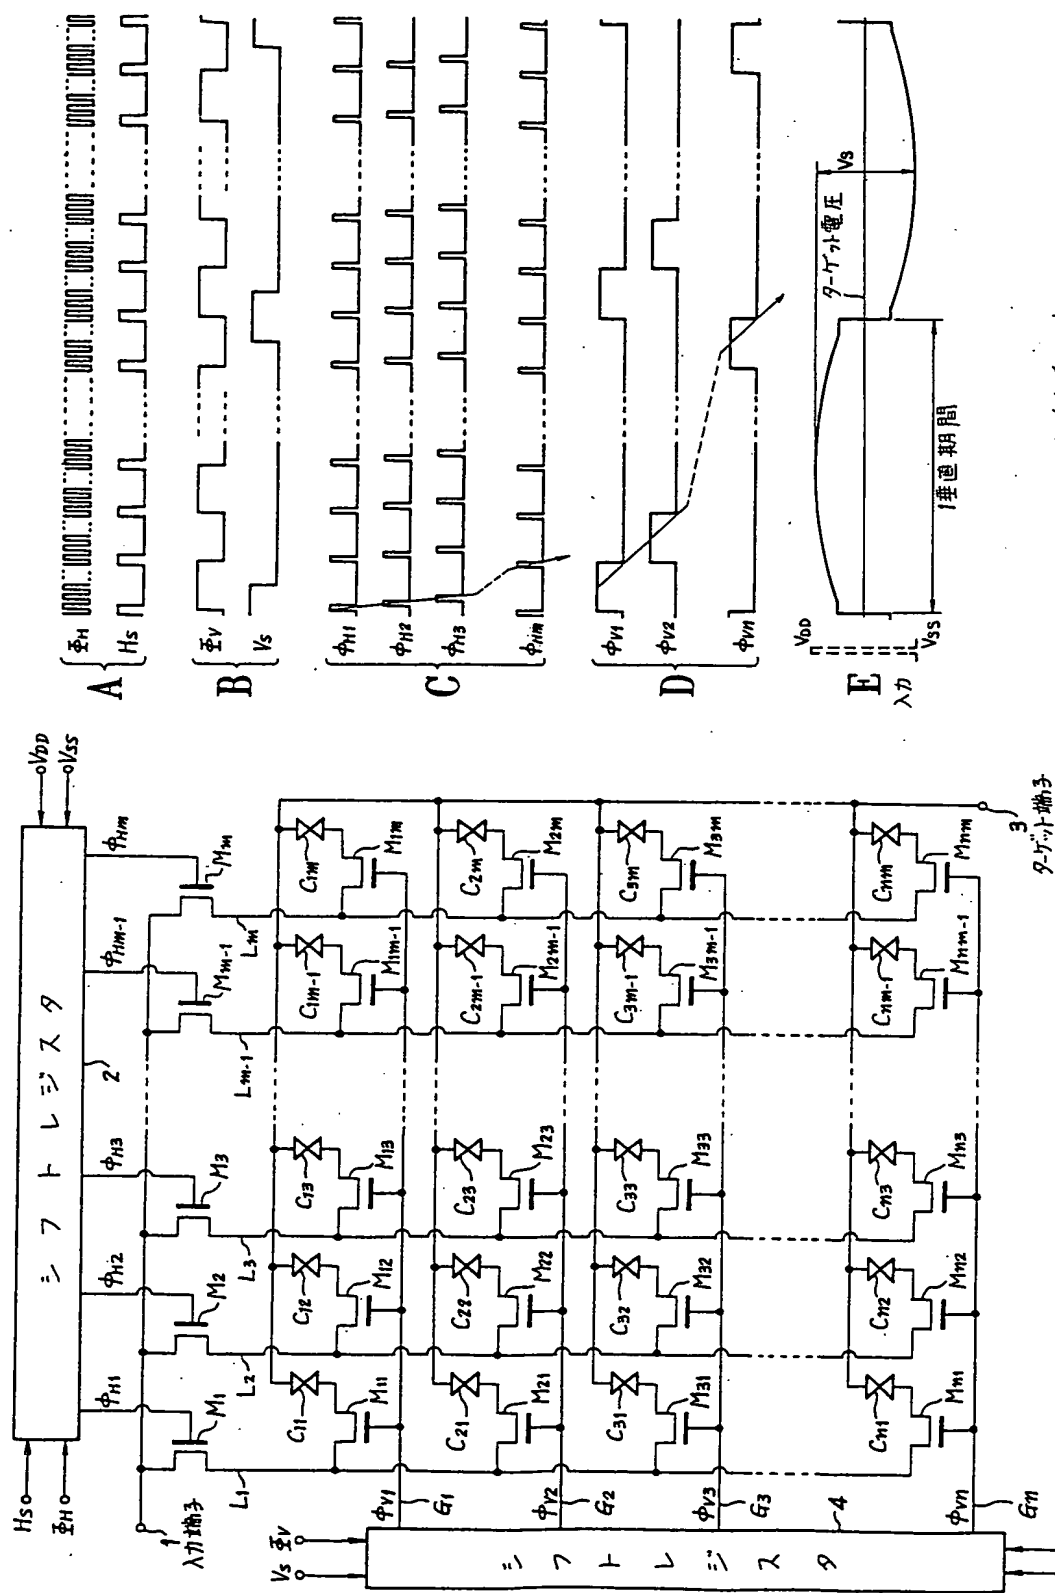 A
ΦH
HS
B
ΦV
VS
C
φH1
φH2
φH3
φHm
D
φV1
φV2
φVn
E
入力
VDD
VSS
ターゲット電圧
VS
1垂直期間
HS
ΦH
シフトレジスタ
2
VDD
VSS
φH1
φH2
φH3
φHm-1
φHm
M1
M2
M3
Mm-1
Mm
1
入力端子
L1
L2
L3
Lm-1
Lm
C11
C12
C13
C1m-1
C1m
M11
M12
M13
M1m-1
M1m
φV1
G1
C21
C22
C23
C2m-1
C2m
M21
M22
M23
M2m-1
M2m
φV2
G2
C31
C32
C33
C3m-1
C3m
M31
M32
M33
M3m-1
M3m
φV3
G3
Cn1
Cn2
Cn3
Cnm-1
Cnm
Mn1
Mn2
Mn3
Mnm-1
Mnm
φVn
Gn
VS
ΦV
シフトレジスタ
4
3
ターゲット端子